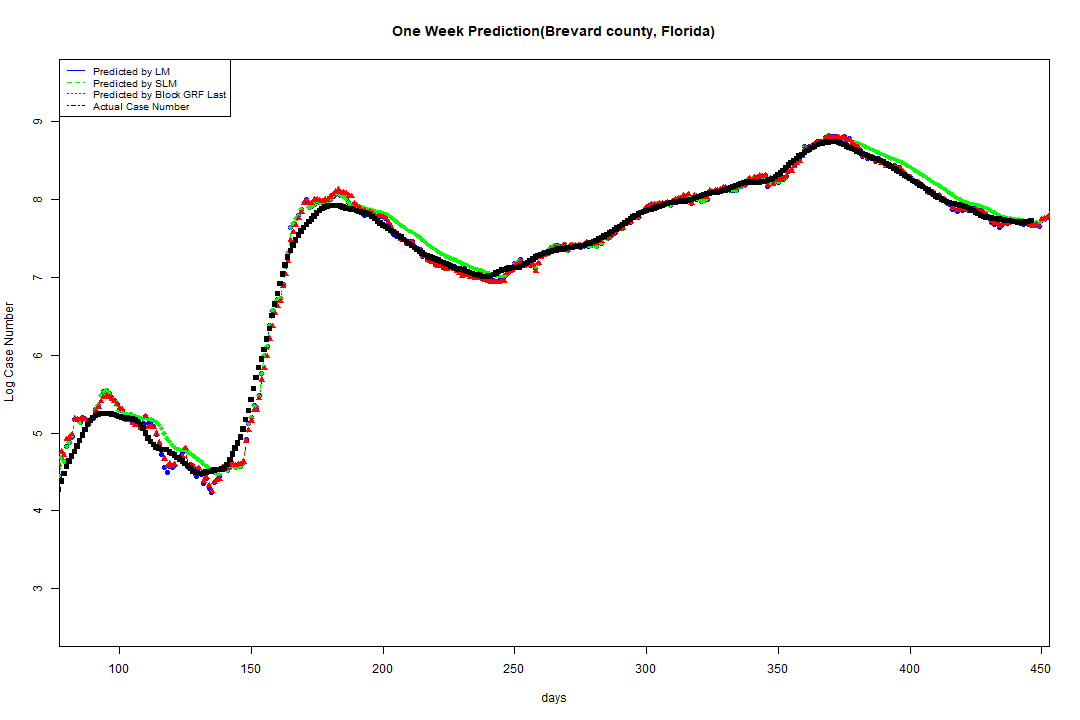 One Week Prediction(Brevard county, Florida)
Predicted by LM
Predicted by SLM
Predicted by Block GRF Last
Actual Case Number
9
8
7
6
5
4
3
Log Case Number
100 150 200 250 300 350 400 450
days